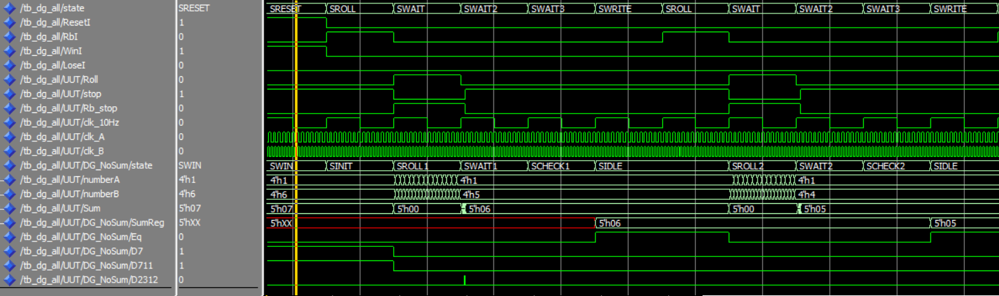 /tb_dg_all/state SRESET SRESET SROLL SWAIT SWAIT2 SWAIT3 SWRITE SROLL SWAIT SWAIT2 SWAIT3 SWRITE
/tb_dg_all/ResetI 1
/tb_dg_all/RbI 0
/tb_dg_all/WinI 1
/tb_dg_all/LoseI 0
/tb_dg_all/UUT/Roll 0
/tb_dg_all/UUT/stop 1
/tb_dg_all/UUT/Rb_stop 0
/tb_dg_all/UUT/clk_10Hz 0
/tb_dg_all/UUT/clk_A 0
/tb_dg_all/UUT/clk_B 0
/tb_dg_all/UUT/DG_NoSum/state SWIN SWIN SINIT SROLL1 SWAIT1 SCHECK1 SIDLE SROLL2 SWAIT2 SCHECK2 SIDLE
/tb_dg_all/UUT/numberA 4'h1 4'h1 4'h1 4'h1
/tb_dg_all/UUT/numberB 4'h6 4'h6 4'h5 4'h4
/tb_dg_all/UUT/Sum 5'h07 5'h07 5'h00 5'h06 5'h00 5'h05
/tb_dg_all/UUT/DG_NoSum/SumReg 5'hXX 5'hXX 5'h06 5'h05
/tb_dg_all/UUT/DG_NoSum/Eq 0
/tb_dg_all/UUT/DG_NoSum/D7 1
/tb_dg_all/UUT/DG_NoSum/D711 1
/tb_dg_all/UUT/DG_NoSum/D2312 0